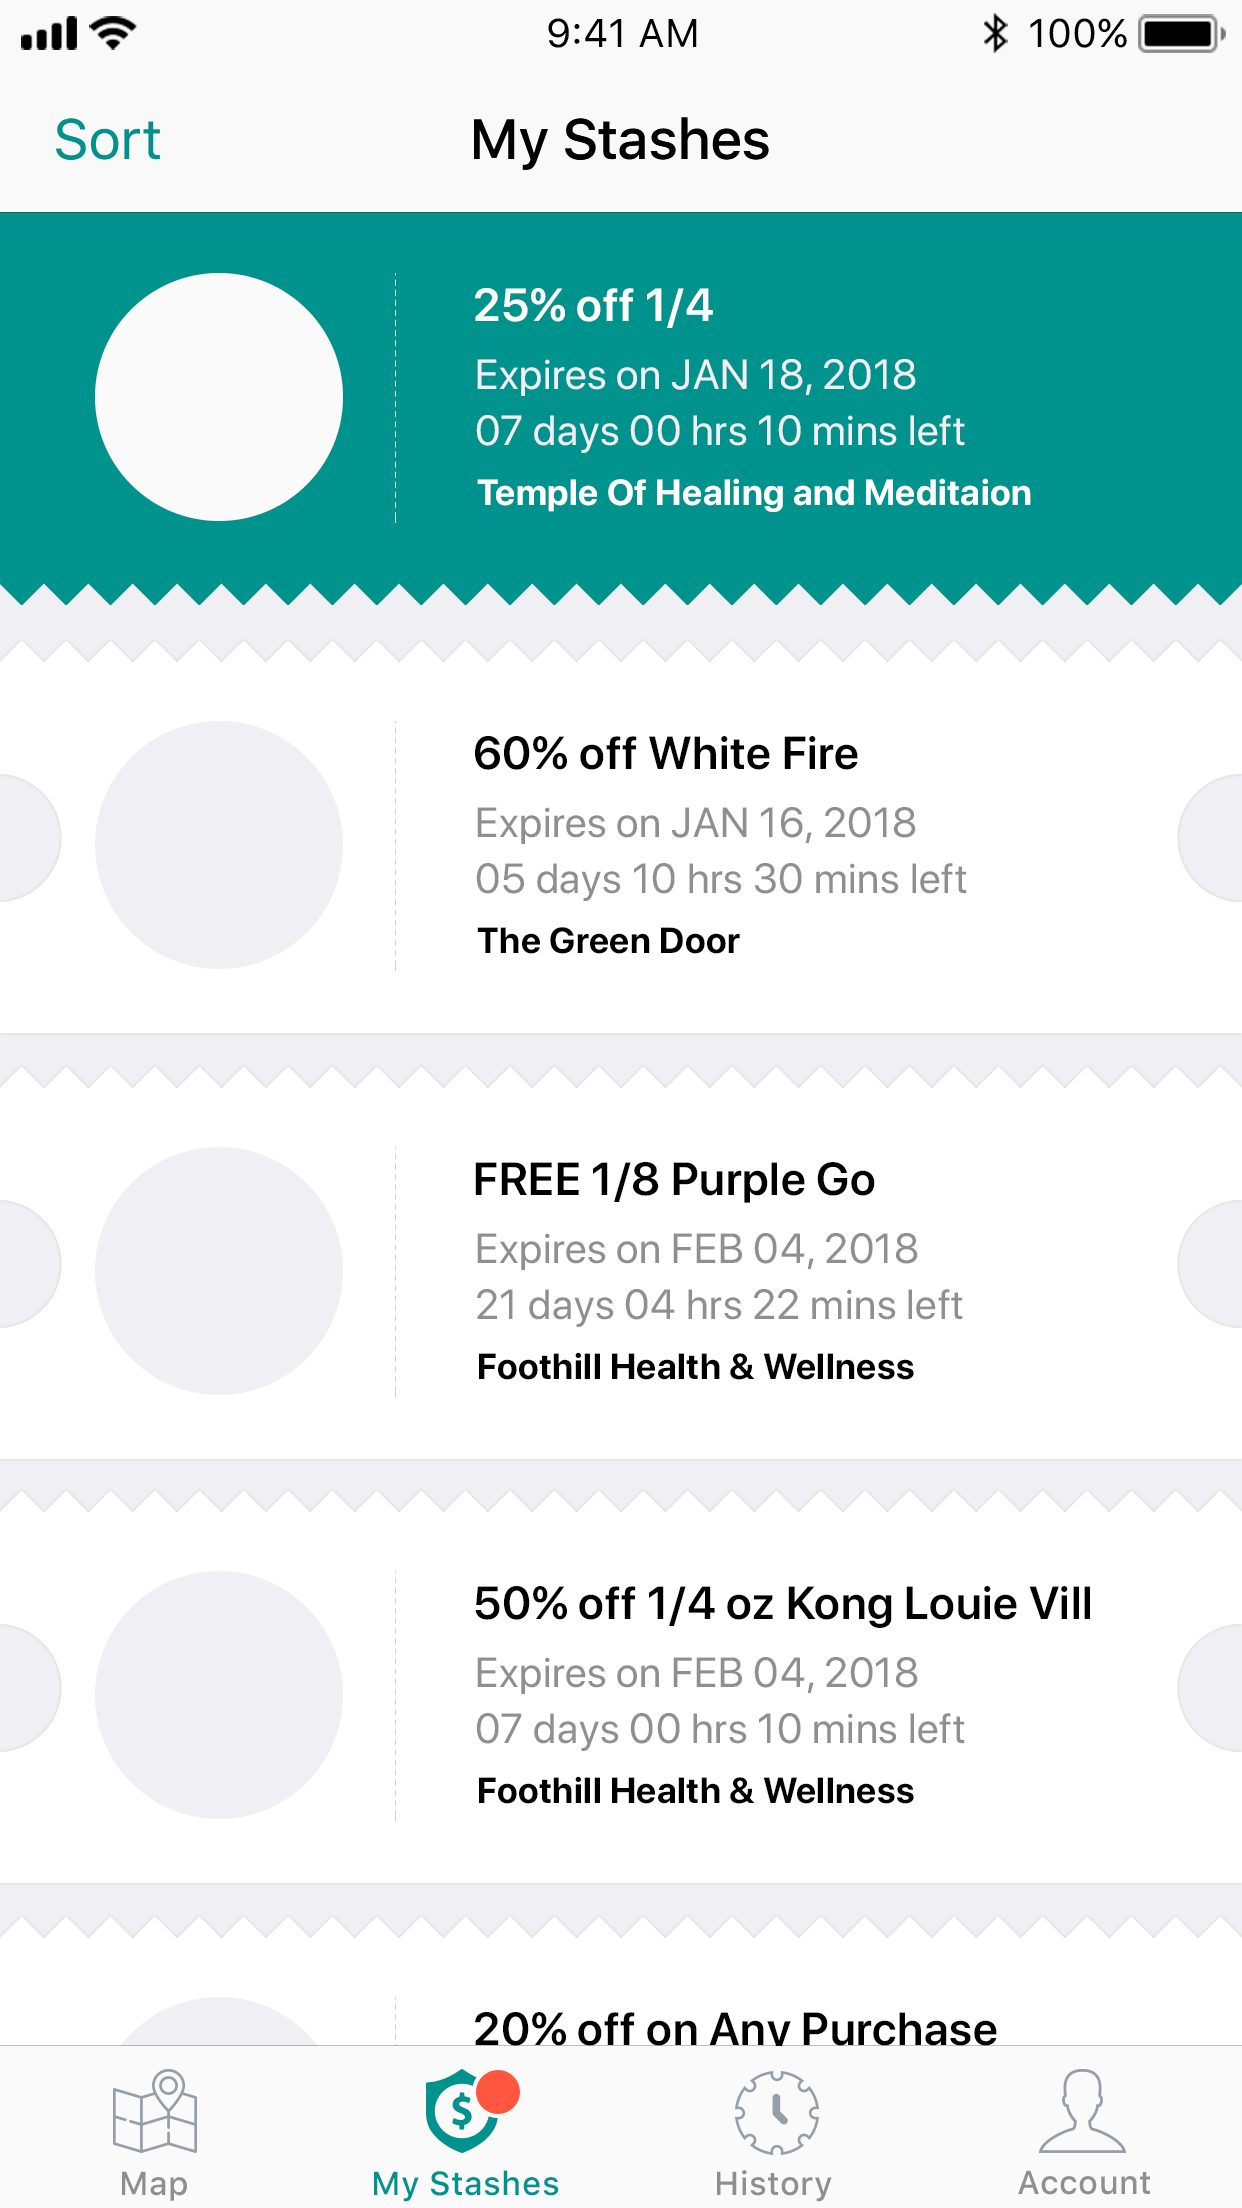 9:41 AM
100%
Sort
My Stashes
25% off 1/4
Expires on JAN 18, 2018
07 days 00 hrs 10 mins left
Temple Of Healing and Meditaion
60% off White Fire
Expires on JAN 16, 2018
05 days 10 hrs 30 mins left
The Green Door
FREE 1/8 Purple Go
Expires on FEB 04, 2018
21 days 04 hrs 22 mins left
Foothill Health & Wellness
50% off 1/4 oz Kong Louie Vill
Expires on FEB 04, 2018
07 days 00 hrs 10 mins left
Foothill Health & Wellness
20% off on Any Purchase
$
Map
My Stashes
History
Account